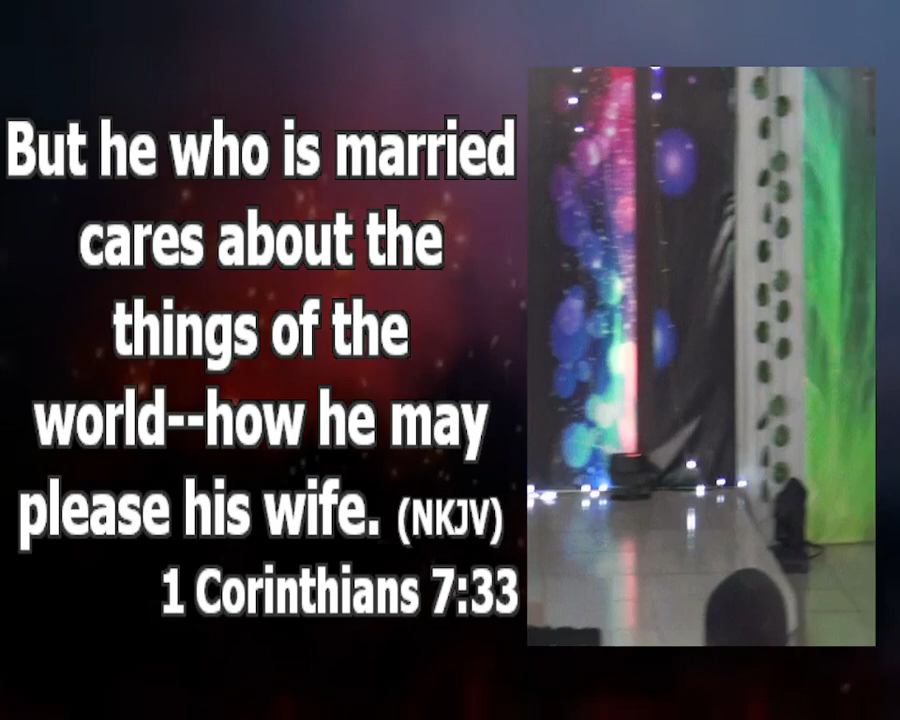 But he who is married
cares about the
things of the
world--how he may
please his wife. (NKJV)
1 Corinthians 7:33